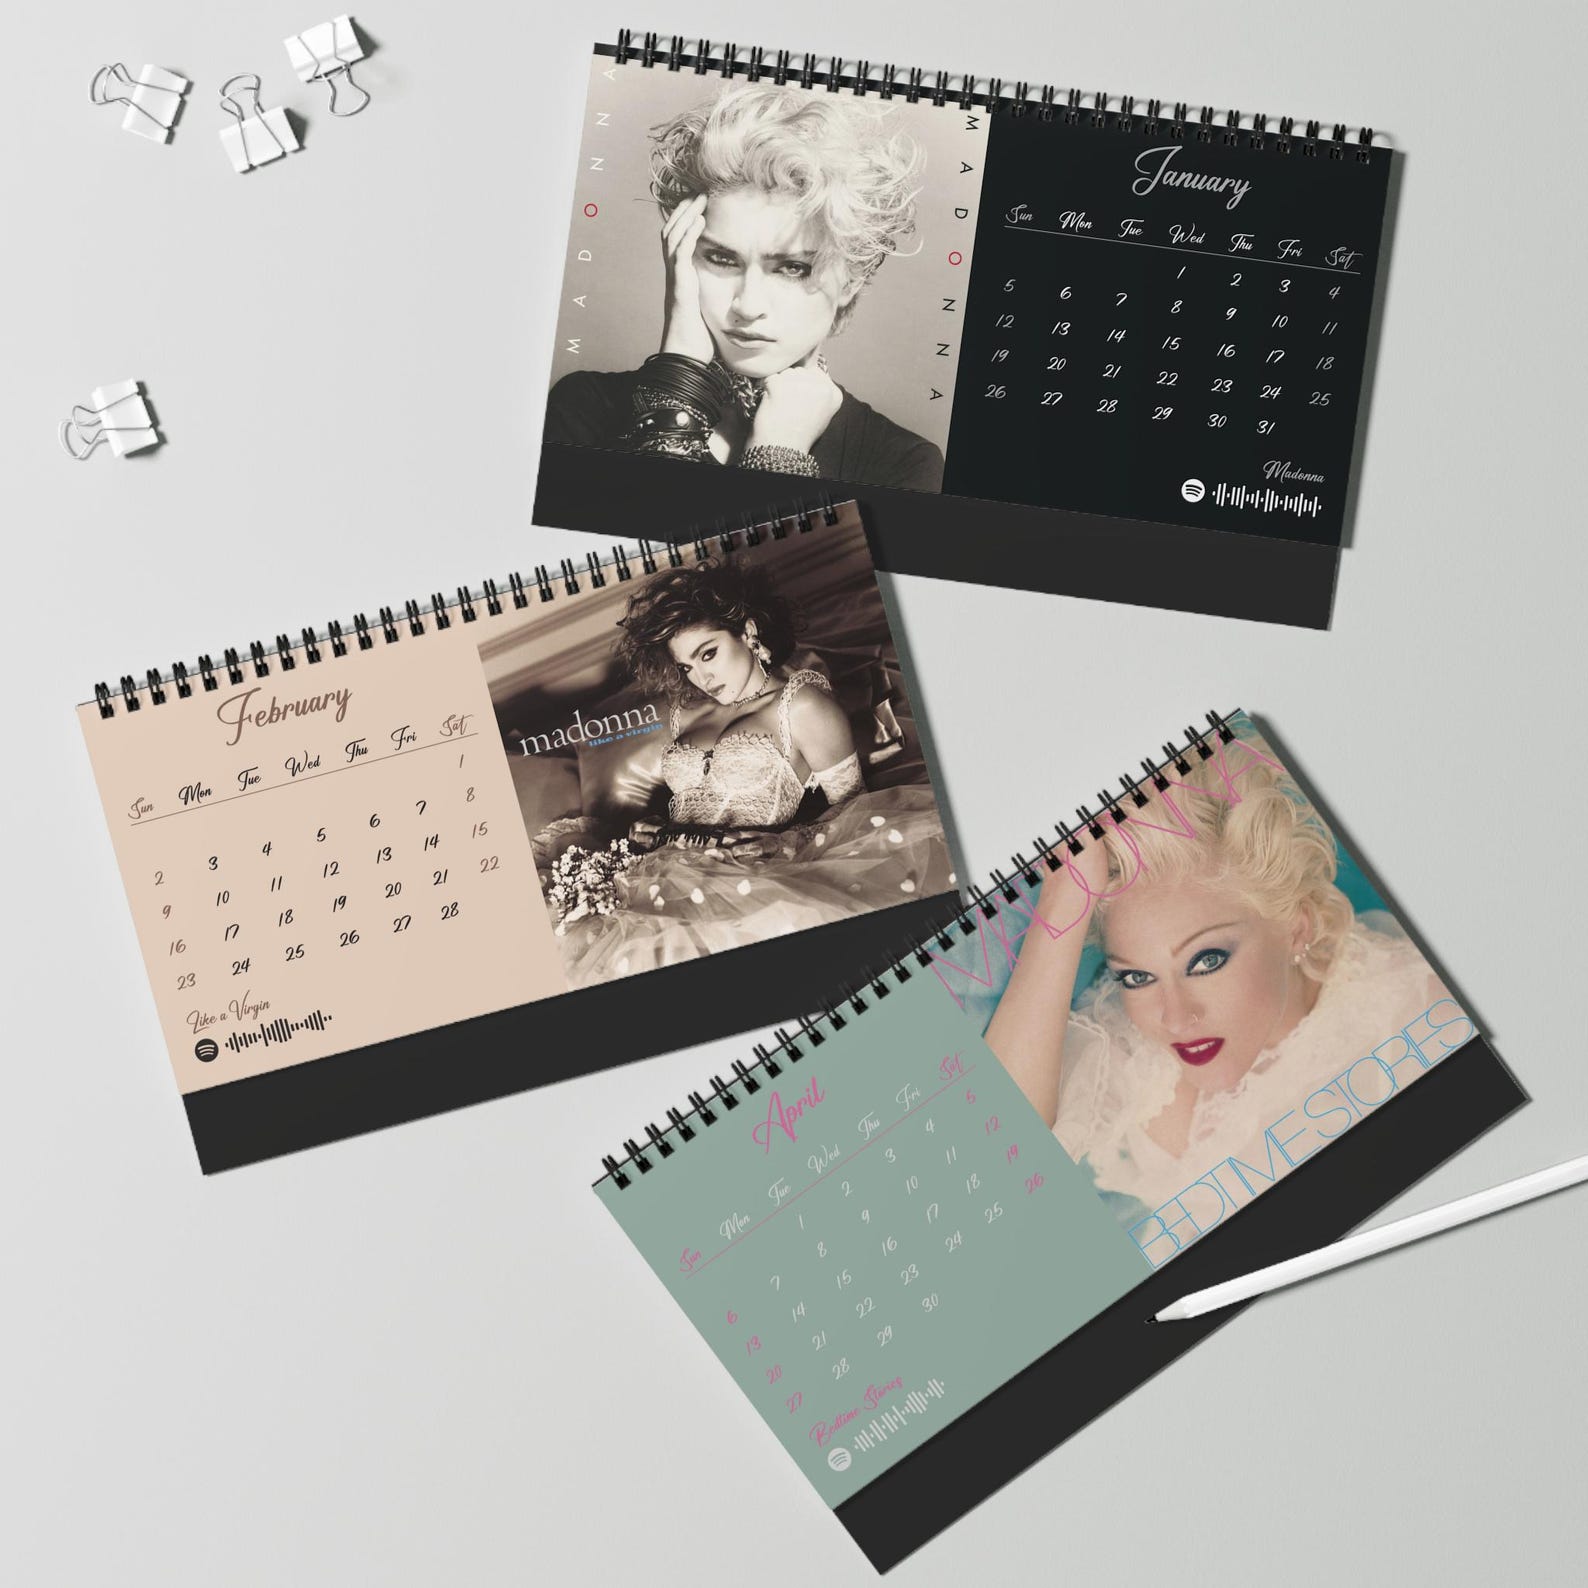 MADONNA
MADONNA
January
Sun Mon Tue Wed Thu Fri Sat
1 2 3 4
5 6 7 8 9 10 11
12 13 14 15 16 17 18
19 20 21 22 23 24 25
26 27 28 29 30 31
Madonna
February
Sun Mon Tue Wed Thu Fri Sat
1
2 3 4 5 6 7 8
9 10 11 12 13 14 15
16 17 18 19 20 21 22
23 24 25 26 27 28
Like a Virgin
madonna
like a virgin
April
Sun Mon Tue Wed Thu Fri Sat
1 2 3 4 5
6 7 8 9 10 11 12
13 14 15 16 17 18 19
20 21 22 23 24 25 26
27 28 29 30
Bedtime Stories
MADONNA
BEDTIME STORIES